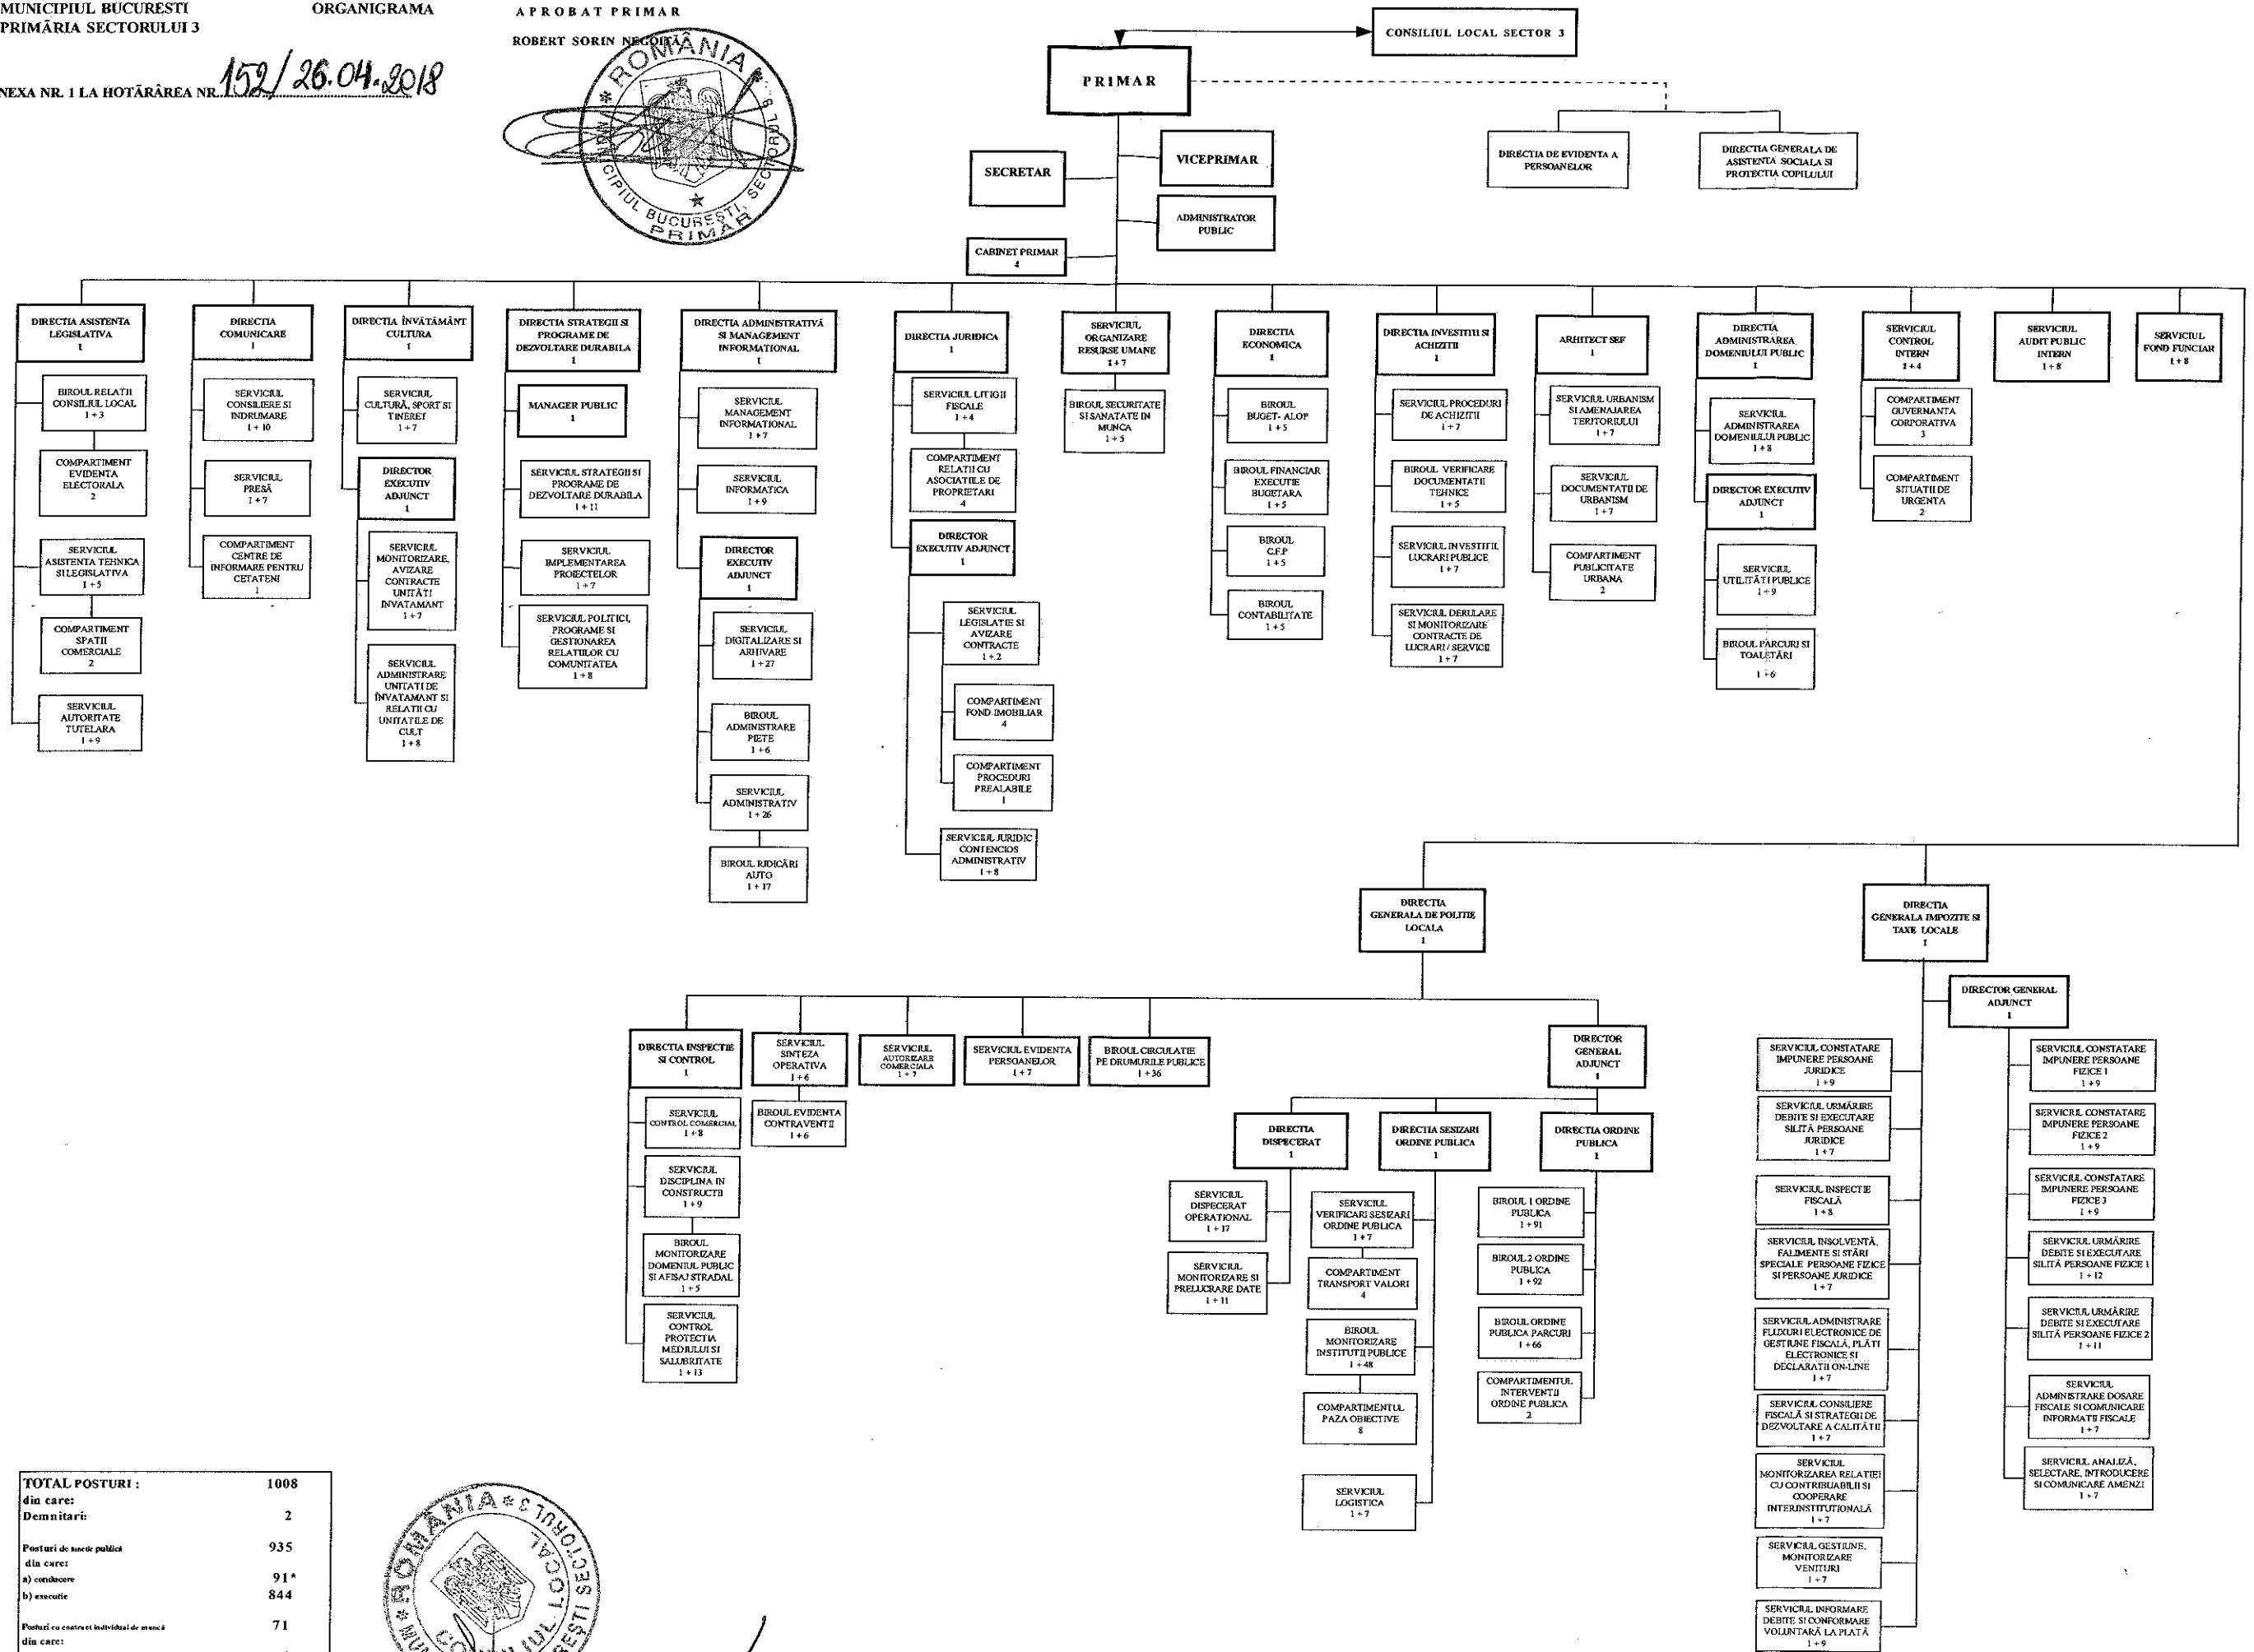 MUNICIPIUL BUCURESTI
PRIMĂRIA SECTORULUI 3
ORGANIGRAMA
APROBAT PRIMAR
ROBERT SORIN NEGOITĂ
NEXA NR. 1 LA HOTĂRÂREA NR. 152/26.04.2018
* ROMÂNIA *
MUNICIPIUL BUCUREȘTI, SECTORUL 3
PRIMAR
CONSILIUL LOCAL SECTOR 3
PRIMAR
DIRECTIA DE EVIDENTA A
PERSOANELOR
DIRECTIA GENERALA DE
ASISTENTA SOCIALA SI
PROTECTIA COPILULUI
VICEPRIMAR
SECRETAR
ADMINISTRATOR
PUBLIC
CABINET PRIMAR
4
DIRECTIA ASISTENTA
LEGISLATIVA
1
BIROUL RELATII
CONSILIUL LOCAL
1 + 3
COMPARTIMENT
EVIDENTA
ELECTORALA
2
SERVICIUL
ASISTENTA TEHNICA
SI LEGISLATIVA
1 + 5
COMPARTIMENT
SPATII
COMERCIALE
2
SERVICIUL
AUTORITATE
TUTELARA
1 + 9
DIRECTIA
COMUNICARE
1
SERVICIUL
CONSILIERE SI
INDRUMARE
1 + 10
SERVICIUL
PRESĂ
1 + 7
COMPARTIMENT
CENTRE DE
INFORMARE PENTRU
CETATENI
1
DIRECTIA ÎNVĂTĂMÂNT
CULTURA
1
SERVICIUL
CULTURĂ, SPORT SI
TINERET
1 + 7
DIRECTOR
EXECUTIV
ADJUNCT
1
SERVICIUL
MONITORIZARE,
AVIZARE
CONTRACTE
UNITĂTI
INVATAMANT
1 + 7
SERVICIUL
ADMINISTRARE
UNITATI DE
ÎNVATAMANT SI
RELATII CU
UNITATILE DE
CULT
1 + 8
DIRECTIA STRATEGII SI
PROGRAME DE
DEZVOLTARE DURABILA
1
MANAGER PUBLIC
1
SERVICIUL STRATEGII SI
PROGRAME DE
DEZVOLTARE DURABILA
1 + 11
SERVICIUL
IMPLEMENTAREA
PROIECTELOR
1 + 7
SERVICIUL POLITICI,
PROGRAME SI
GESTIONAREA
RELATIILOR CU
COMUNITATEA
1 + 8
DIRECTIA ADMINISTRATIVĂ
SI MANAGEMENT
INFORMATIONAL
1
SERVICIUL
MANAGEMENT
INFORMATIONAL
1 + 7
SERVICIUL
INFORMATICA
1 + 9
DIRECTOR
EXECUTIV
ADJUNCT
1
SERVICIUL
DIGITALIZARE SI
ARHIVARE
1 + 27
BIROUL
ADMINISTRARE
PIETE
1 + 6
SERVICIUL
ADMINISTRATIV
1 + 26
BIROUL RIDICĂRI
AUTO
1 + 17
DIRECTIA JURIDICA
1
SERVICIUL LITIGII
FISCALE
1 + 4
COMPARTIMENT
RELATII CU
ASOCIATIILE DE
PROPRIETARI
4
DIRECTOR
EXECUTIV ADJUNCT
1
SERVICIUL
LEGISLATIE SI
AVIZARE
CONTRACTE
1 + 2
COMPARTIMENT
FOND IMOBILIAR
4
COMPARTIMENT
PROCEDURI
PREALABILE
1
SERVICIUL JURIDIC
CONTENCIOS
ADMINISTRATIV
1 + 8
SERVICIUL
ORGANIZARE
RESURSE UMANE
1 + 7
BIROUL SECURITATE
SI SANATATE IN
MUNCA
1 + 5
DIRECTIA
ECONOMICA
1
BIROUL
BUGET- ALOP
1 + 5
BIROUL FINANCIAR
EXECUTIE
BUGETARA
1 + 5
BIROUL
C.F.P
1 + 5
BIROUL
CONTABILITATE
1 + 5
DIRECTIA INVESTITII SI
ACHIZITII
1
SERVICIUL PROCEDURI
DE ACHIZITII
1 + 7
BIROUL VERIFICARE
DOCUMENTATII
TEHNICE
1 + 5
SERVICIUL INVESTITII,
LUCRARI PUBLICE
1 + 7
SERVICIUL DERULARE
SI MONITORIZARE
CONTRACTE DE
LUCRARI / SERVICII
1 + 7
ARHITECT SEF
1
SERVICIUL URBANISM
SI AMENAJAREA
TERITORIULUI
1 + 7
SERVICIUL
DOCUMENTATII DE
URBANISM
1 + 7
COMPARTIMENT
PUBLICITATE
URBANA
2
DIRECTIA
ADMINISTRAREA
DOMENIULUI PUBLIC
1
SERVICIUL
ADMINISTRAREA
DOMENIULUI PUBLIC
1 + 8
DIRECTOR EXECUTIV
ADJUNCT
1
SERVICIUL
UTILITĂTI PUBLICE
1 + 9
BIROUL PARCURI SI
TOALETĂRI
1 + 6
SERVICIUL
CONTROL
INTERN
1 + 4
COMPARTIMENT
GUVERNANTA
CORPORATIVA
3
COMPARTIMENT
SITUATII DE
URGENTA
2
SERVICIUL
AUDIT PUBLIC
INTERN
1 + 8
SERVICIUL
FOND FUNCIAR
1 + 8
DIRECTIA
GENERALA DE POLITIE
LOCALA
1
DIRECTIA INSPECTIE
SI CONTROL
1
SERVICIUL
CONTROL COMERCIAL
1 + 8
SERVICIUL
DISCIPLINA IN
CONSTRUCTII
1 + 9
BIROUL
MONITORIZARE
DOMENIUL PUBLIC
SI AFISAJ STRADAL
1 + 5
SERVICIUL
CONTROL
PROTECTIA
MEDIULUI SI
SALUBRITATE
1 + 13
SERVICIUL
SINTEZA
OPERATIVA
1 + 6
BIROUL EVIDENTA
CONTRAVENTII
1 + 6
SERVICIUL
AUTORIZARE
COMERCIALA
1 + 7
SERVICIUL EVIDENTA
PERSOANELOR
1 + 7
BIROUL CIRCULATIE
PE DRUMURILE PUBLICE
1 + 36
DIRECTOR
GENERAL
ADJUNCT
1
DIRECTIA
DISPECERAT
1
SERVICIUL
DISPECERAT
OPERATIONAL
1 + 17
SERVICIUL
MONITORIZARE SI
PRELUCRARE DATE
1 + 11
DIRECTIA SESIZARI
ORDINE PUBLICA
1
SERVICIUL
VERIFICARI SESIZARI
ORDINE PUBLICA
1 + 7
COMPARTIMENT
TRANSPORT VALORI
4
BIROUL
MONITORIZARE
INSTITUTII PUBLICE
1 + 48
COMPARTIMENTUL
PAZA OBIECTIVE
8
SERVICIUL
LOGISTICA
1 + 7
DIRECTIA ORDINE
PUBLICA
1
BIROUL 1 ORDINE
PUBLICA
1 + 91
BIROUL 2 ORDINE
PUBLICA
1 + 92
BIROUL ORDINE
PUBLICA PARCURI
1 + 66
COMPARTIMENTUL
INTERVENTII
ORDINE PUBLICA
2
DIRECTIA
GENERALA IMPOZITE SI
TAXE LOCALE
1
DIRECTOR GENERAL
ADJUNCT
1
SERVICIUL CONSTATARE
IMPUNERE PERSOANE
JURIDICE
1 + 9
SERVICIUL URMĂRIRE
DEBITE SI EXECUTARE
SILITĂ PERSOANE
JURIDICE
1 + 7
SERVICIUL INSPECTIE
FISCALĂ
1 + 8
SERVICIUL INSOLVENTĂ,
FALIMENTE SI STĂRI
SPECIALE PERSOANE FIZICE
SI PERSOANE JURIDICE
1 + 7
SERVICIUL ADMINISTRARE
FLUXURI ELECTRONICE DE
GESTIUNE FISCALĂ, PLĂTI
ELECTRONICE SI
DECLARATII ON-LINE
1 + 7
SERVICIUL CONSILIERE
FISCALĂ SI STRATEGII DE
DEZVOLTARE A CALITĂTII
1 + 7
SERVICIUL
MONITORIZAREA RELATIEI
CU CONTRIBUABILII SI
COOPERARE
INTERINSTITUTIONALĂ
1 + 7
SERVICIUL GESTIUNE,
MONITORIZARE
VENITURI
1 + 7
SERVICIUL INFORMARE
DEBITE SI CONFORMARE
VOLUNTARĂ LA PLATĂ
1 + 9
SERVICIUL CONSTATARE
IMPUNERE PERSOANE
FIZICE 1
1 + 9
SERVICIUL CONSTATARE
IMPUNERE PERSOANE
FIZICE 2
1 + 9
SERVICIUL CONSTATARE
IMPUNERE PERSOANE
FIZICE 3
1 + 9
SERVICIUL URMĂRIRE
DEBITE SI EXECUTARE
SILITĂ PERSOANE FIZICE 1
1 + 12
SERVICIUL URMĂRIRE
DEBITE SI EXECUTARE
SILITĂ PERSOANE FIZICE 2
1 + 11
SERVICIUL
ADMINISTRARE DOSARE
FISCALE SI COMUNICARE
INFORMATII FISCALE
1 + 7
SERVICIUL ANALIZĂ,
SELECTARE, INTRODUCERE
SI COMUNICARE AMENZI
1 + 7
TOTAL POSTURI : 1008
din care:
Demnitari: 2
Posturi de functie publică 935
din care:
a) conducere 91*
b) executie 844
Posturi cu contract individual de muncă 71
din care:
* ROMÂNIA *
SECTORUL 3
CONSILIUL LOCAL